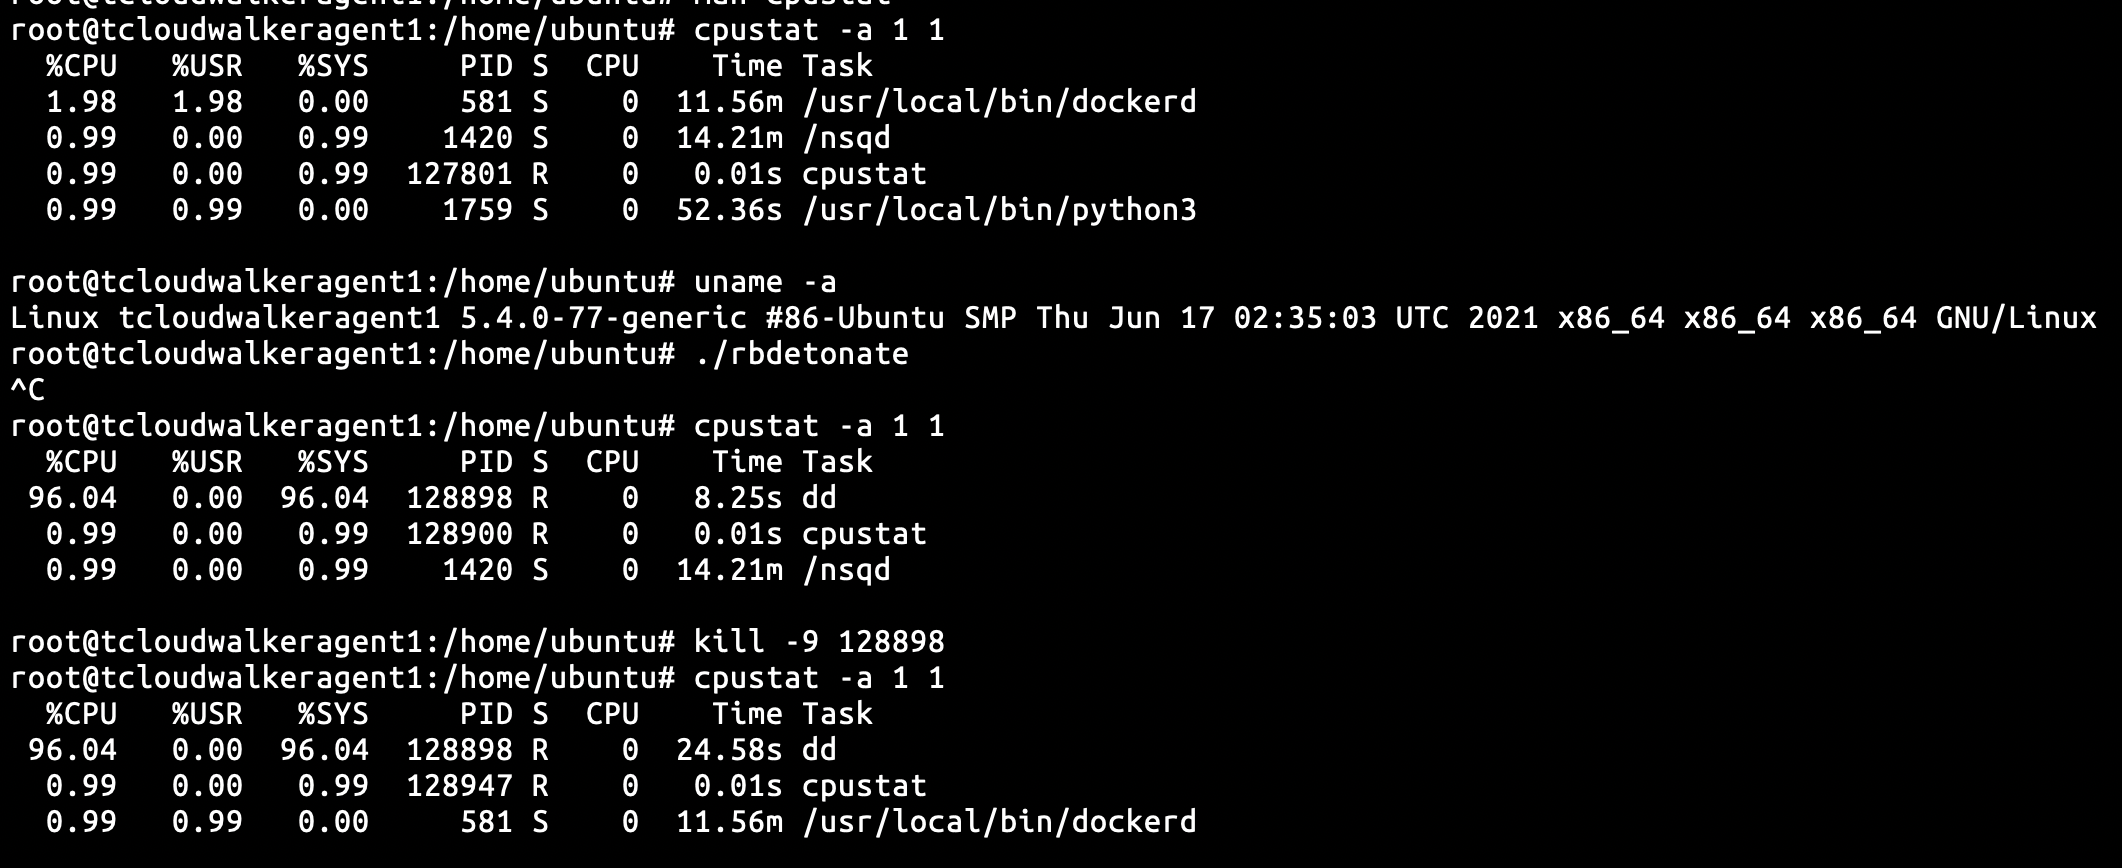 root@tcloudwalkeragent1:/home/ubuntu# man cpustat
root@tcloudwalkeragent1:/home/ubuntu# cpustat -a 1 1
  %CPU   %USR   %SYS     PID S  CPU    Time Task
  1.98   1.98   0.00     581 S    0  11.56m /usr/local/bin/dockerd
  0.99   0.00   0.99    1420 S    0  14.21m /nsqd
  0.99   0.00   0.99  127801 R    0   0.01s cpustat
  0.99   0.99   0.00    1759 S    0  52.36s /usr/local/bin/python3
root@tcloudwalkeragent1:/home/ubuntu# uname -a
Linux tcloudwalkeragent1 5.4.0-77-generic #86-Ubuntu SMP Thu Jun 17 02:35:03 UTC 2021 x86_64 x86_64 x86_64 GNU/Linux
root@tcloudwalkeragent1:/home/ubuntu# ./rbdetonate
^C
root@tcloudwalkeragent1:/home/ubuntu# cpustat -a 1 1
  %CPU   %USR   %SYS     PID S  CPU    Time Task
 96.04   0.00  96.04  128898 R    0   8.25s dd
  0.99   0.00   0.99  128900 R    0   0.01s cpustat
  0.99   0.00   0.99    1420 S    0  14.21m /nsqd
root@tcloudwalkeragent1:/home/ubuntu# kill -9 128898
root@tcloudwalkeragent1:/home/ubuntu# cpustat -a 1 1
  %CPU   %USR   %SYS     PID S  CPU    Time Task
 96.04   0.00  96.04  128898 R    0  24.58s dd
  0.99   0.00   0.99  128947 R    0   0.01s cpustat
  0.99   0.99   0.00     581 S    0  11.56m /usr/local/bin/dockerd